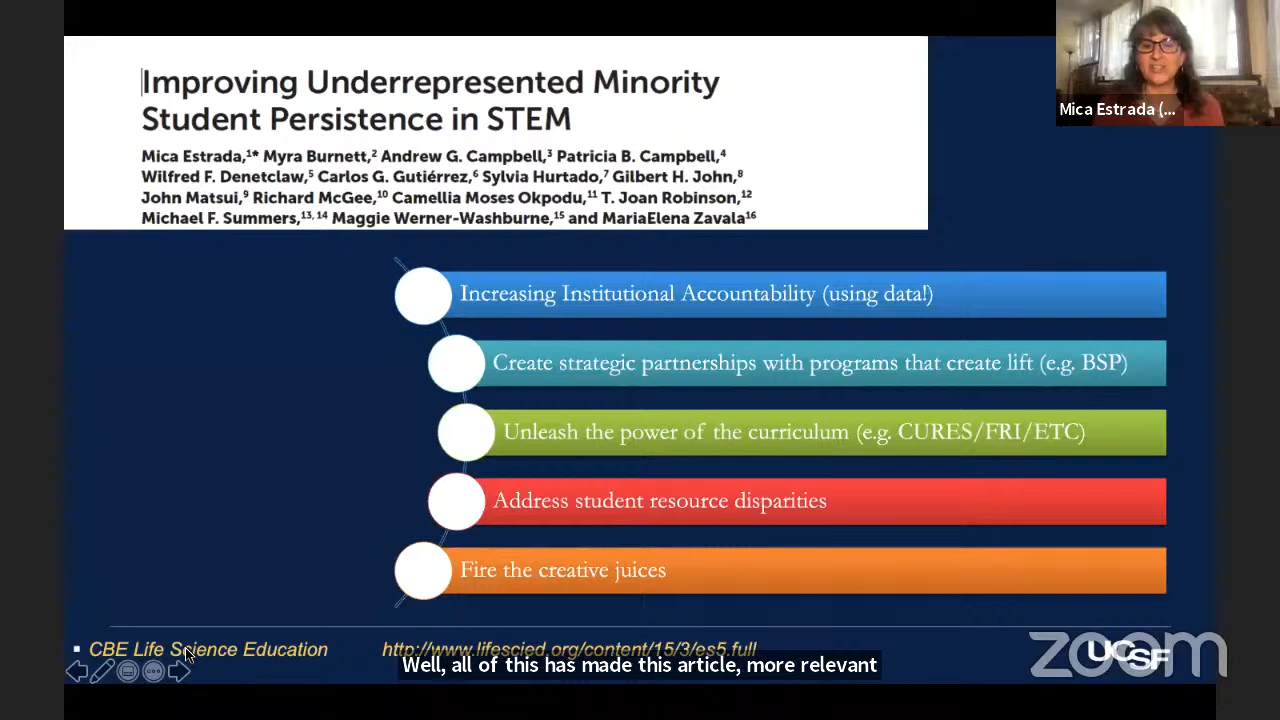 Improving Underrepresented Minority
Student Persistence in STEM
Mica Estrada,1* Myra Burnett,2 Andrew G. Campbell,3 Patricia B. Campbell,4
Wilfred F. Denetclaw,5 Carlos G. Gutiérrez,6 Sylvia Hurtado,7 Gilbert H. John,8
John Matsui,9 Richard McGee,10 Camellia Moses Okpodu,11 T. Joan Robinson,12
Michael F. Summers,13, 14 Maggie Werner-Washburne,15 and MariaElena Zavala16
Mica Estrada (...
Increasing Institutional Accountability (using data!)
Create strategic partnerships with programs that create lift (e.g. BSP)
Unleash the power of the curriculum (e.g. CURES/FRI/ETC)
Address student resource disparities
Fire the creative juices
CBE Life Science Education http://www.lifescied.org/content/15/3/es5.full
Well, all of this has made this article, more relevant
UCSF
zoom